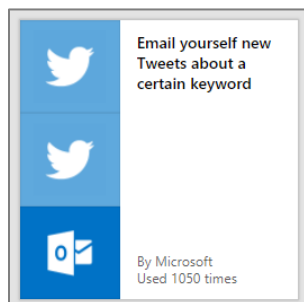 Email yourself new
Tweets about a
certain keyword
By Microsoft
Used 1050 times